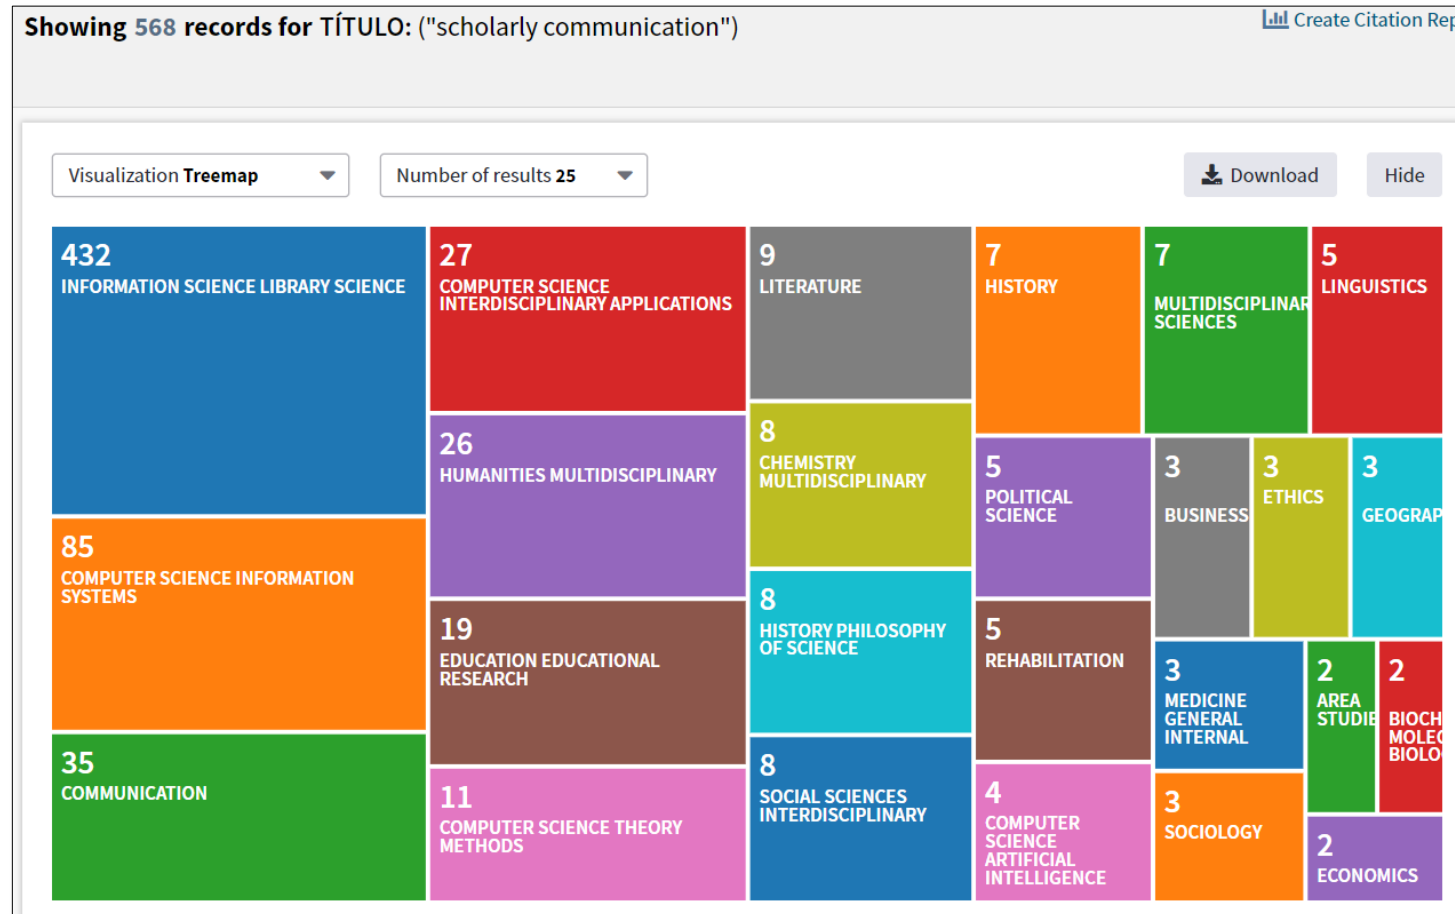 Showing 568 records for TÍTULO: ("scholarly communication")
Create Citation Rep
Visualization Treemap
Number of results 25
Download
Hide
432
INFORMATION SCIENCE LIBRARY SCIENCE
85
COMPUTER SCIENCE INFORMATION
SYSTEMS
35
COMMUNICATION
27
COMPUTER SCIENCE
INTERDISCIPLINARY APPLICATIONS
26
HUMANITIES MULTIDISCIPLINARY
19
EDUCATION EDUCATIONAL
RESEARCH
11
COMPUTER SCIENCE THEORY
METHODS
9
LITERATURE
8
CHEMISTRY
MULTIDISCIPLINARY
8
HISTORY PHILOSOPHY
OF SCIENCE
8
SOCIAL SCIENCES
INTERDISCIPLINARY
7
HISTORY
7
MULTIDISCIPLINAR
SCIENCES
5
LINGUISTICS
5
POLITICAL
SCIENCE
5
REHABILITATION
4
COMPUTER
SCIENCE
ARTIFICIAL
INTELLIGENCE
3
BUSINESS
3
ETHICS
3
GEOGRAP
3
MEDICINE
GENERAL
INTERNAL
3
SOCIOLOGY
2
AREA
STUDIE
2
BIOCH
MOLEC
BIOLO
2
ECONOMICS